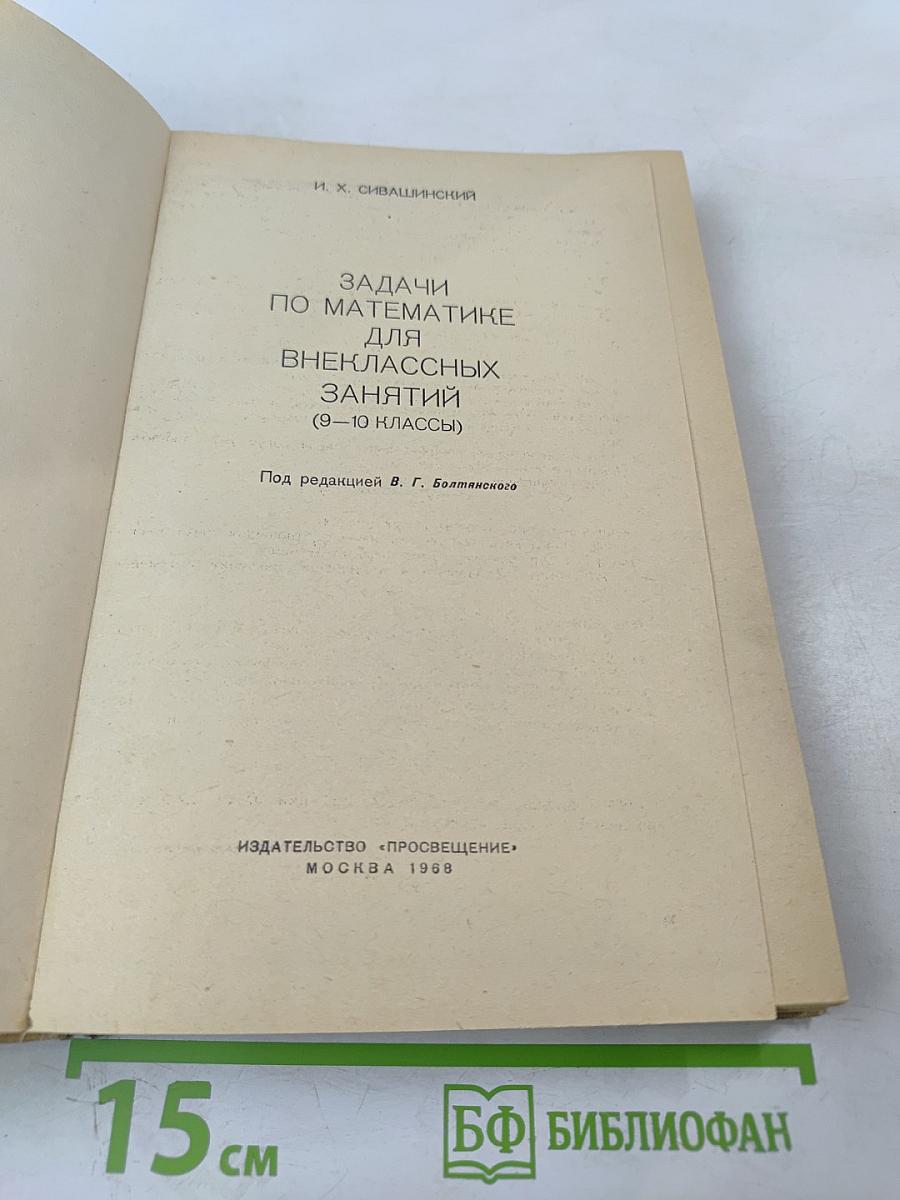 И. Х. СИВАШИНСКИЙ
ЗАДАЧИ
ПО МАТЕМАТИКЕ
ДЛЯ
ВНЕКЛАССНЫХ
ЗАНЯТИЙ
(9—10 КЛАССЫ)
Под редакцией В. Г. Болтянского
ИЗДАТЕЛЬСТВО «ПРОСВЕЩЕНИЕ»
МОСКВА 1968
15 см
БФ БИБЛИОФАН